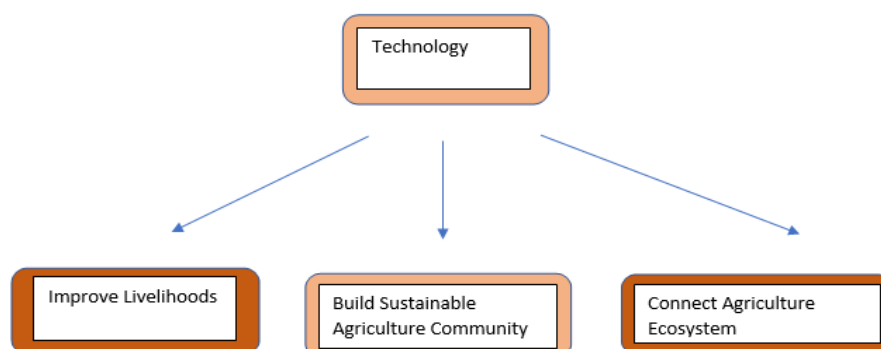 Technology
Improve Livelihoods
Build Sustainable
Agriculture Community
Connect Agriculture
Ecosystem